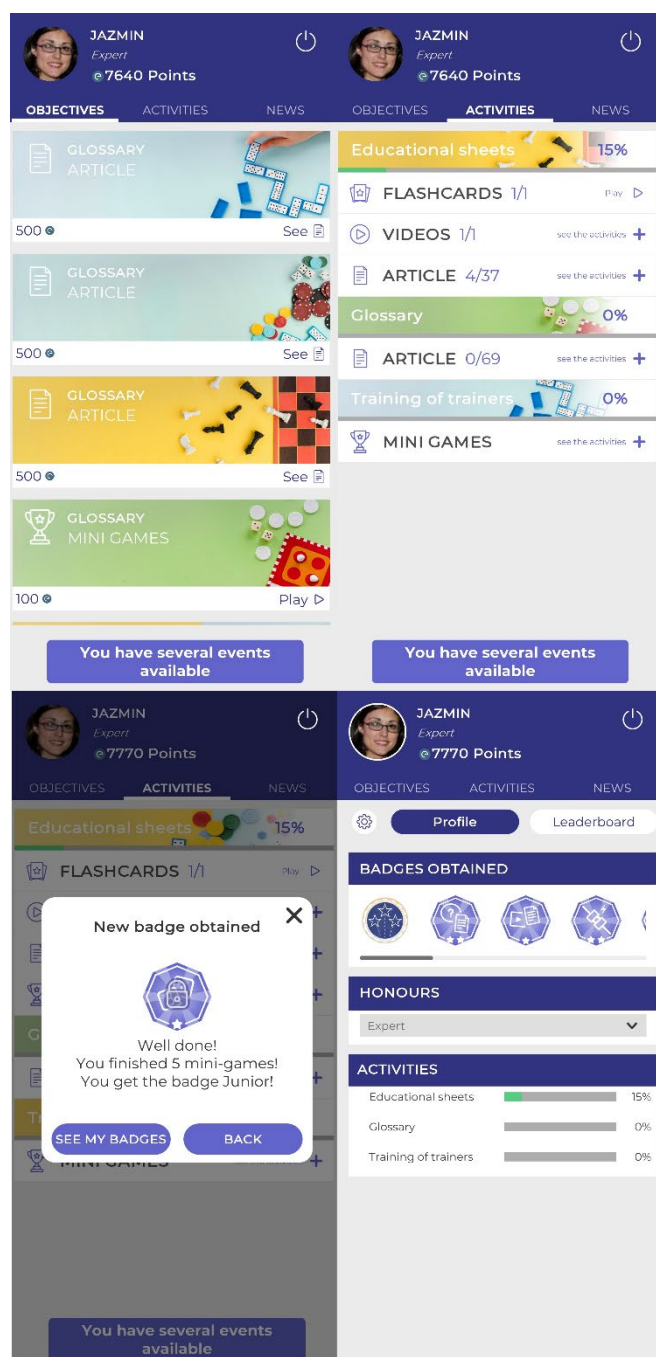 JAZMIN
Expert
7640 Points
OBJECTIVES ACTIVITIES NEWS
GLOSSARY
ARTICLE
500 See
GLOSSARY
ARTICLE
500 See
GLOSSARY
ARTICLE
500 See
GLOSSARY
MINI GAMES
100 Play
You have several events
available
JAZMIN
Expert
7640 Points
OBJECTIVES ACTIVITIES NEWS
Educational sheets 15%
FLASHCARDS 1/1 Play
VIDEOS 1/1 see the activities +
ARTICLE 4/37 see the activities +
Glossary 0%
ARTICLE 0/69 see the activities +
Training of trainers 0%
MINI GAMES see the activities +
You have several events
available
JAZMIN
Expert
7770 Points
OBJECTIVES ACTIVITIES NEWS
Educational sheets 15%
FLASHCARDS 1/1 Play
New badge obtained
Well done!
You finished 5 mini-games!
You get the badge Junior!
SEE MY BADGES BACK
MINI GAMES
You have several events
available
JAZMIN
Expert
7770 Points
OBJECTIVES ACTIVITIES NEWS
Profile Leaderboard
BADGES OBTAINED
HONOURS
Expert
ACTIVITIES
Educational sheets 15%
Glossary 0%
Training of trainers 0%